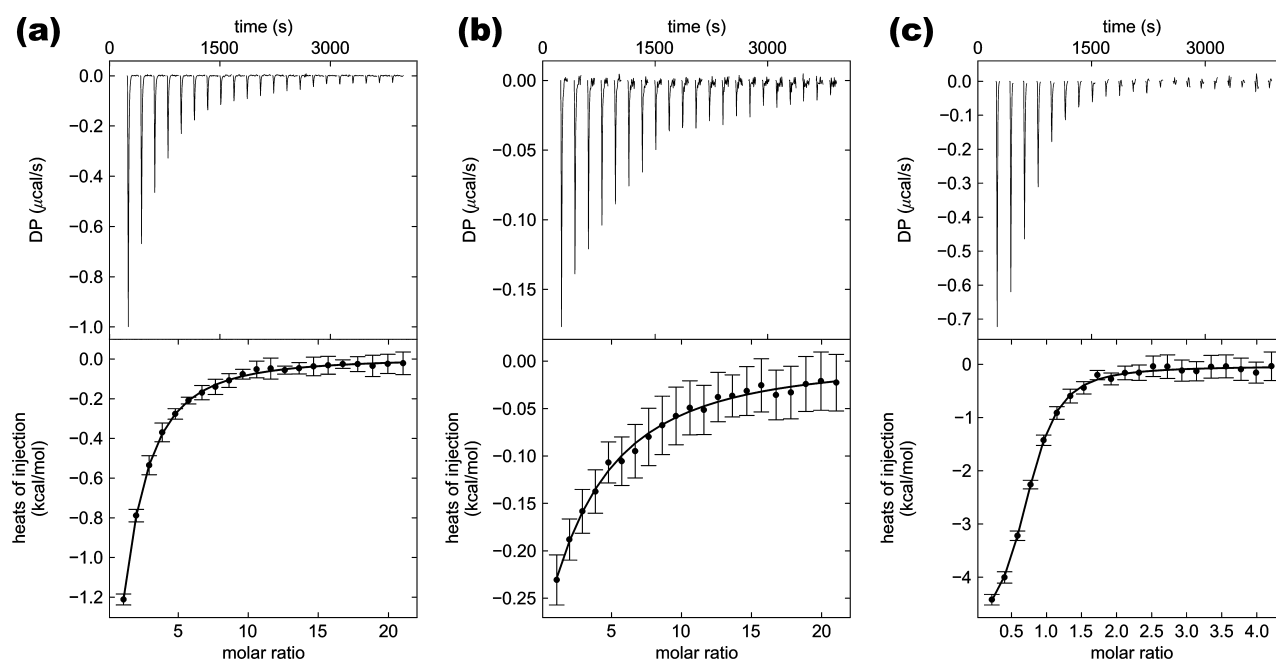 (a)
time (s)
0 1500 3000
DP (μcal/s)
0.0
−0.2
−0.4
−0.6
−0.8
−1.0
heats of injection
(kcal/mol)
0.0
−0.2
−0.4
−0.6
−0.8
−1.0
−1.2
5 10 15 20
molar ratio
(b)
time (s)
0 1500 3000
DP (μcal/s)
0.00
−0.05
−0.10
−0.15
heats of injection
(kcal/mol)
0.00
−0.05
−0.10
−0.15
−0.20
−0.25
5 10 15 20
molar ratio
(c)
time (s)
0 1500 3000
DP (μcal/s)
0.0
−0.1
−0.2
−0.3
−0.4
−0.5
−0.6
−0.7
heats of injection
(kcal/mol)
0
−1
−2
−3
−4
0.5 1.0 1.5 2.0 2.5 3.0 3.5 4.0
molar ratio